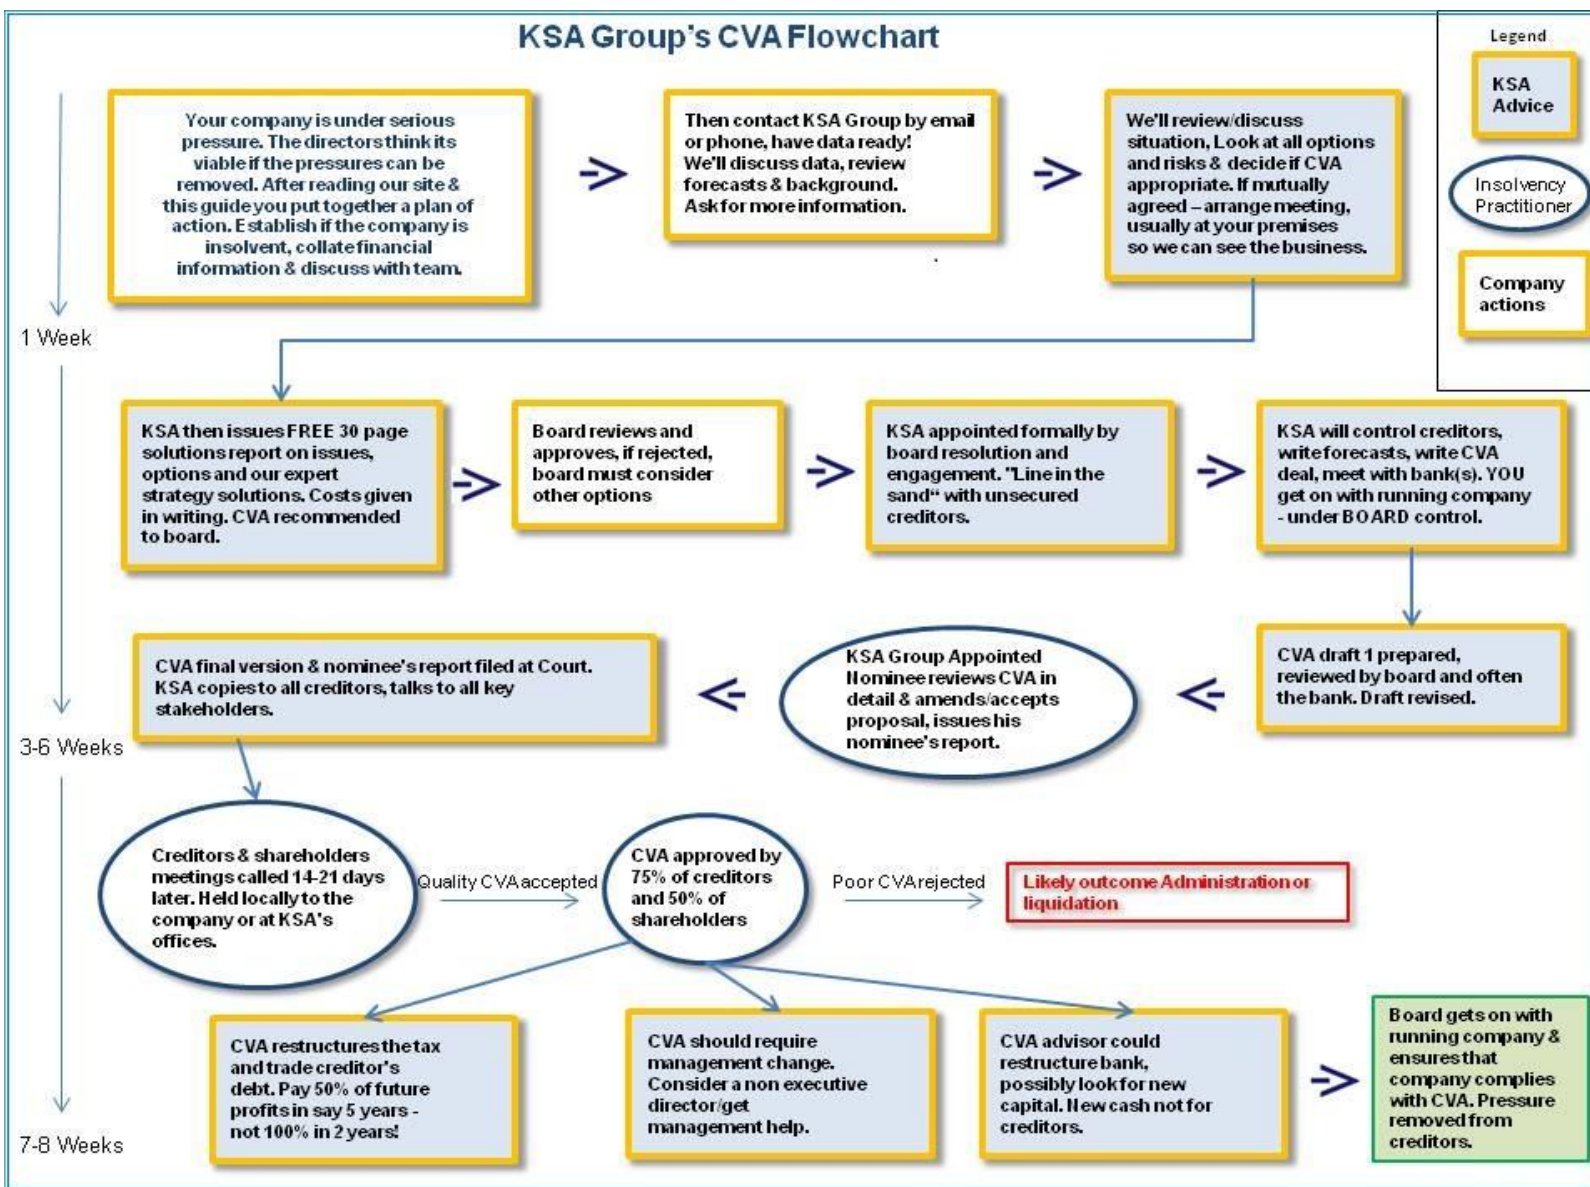 KSA Group's CVA Flowchart
Legend
KSA
Advice
Insolvency
Practitioner
Company
actions
Your company is under serious
pressure. The directors think its
viable if the pressures can be
removed. After reading our site &
this guide you put together a plan of
action. Establish if the company is
insolvent, collate financial
information & discuss with team.
Then contact KSA Group by email
or phone, have data ready!
We'll discuss data, review
forecasts & background.
Ask for more information.
We'll review/discuss
situation, Look at all options
and risks & decide if CVA
appropriate. If mutually
agreed – arrange meeting,
usually at your premises
so we can see the business.
1 Week
KSA then issues FREE 30 page
solutions report on issues,
options and our expert
strategy solutions. Costs given
in writing. CVA recommended
to board.
Board reviews and
approves, if rejected,
board must consider
other options
KSA appointed formally by
board resolution and
engagement. "Line in the
sand“ with unsecured
creditors.
KSA will control creditors,
write forecasts, write CVA
deal, meet with bank(s). YOU
get on with running company
- under BOARD control.
CVA final version & nominee's report filed at Court.
KSA copies to all creditors, talks to all key
stakeholders.
KSA Group Appointed
Nominee reviews CVA in
detail & amends/accepts
proposal, issues his
nominee's report.
CVA draft 1 prepared,
reviewed by board and often
the bank. Draft revised.
3-6 Weeks
Creditors & shareholders
meetings called 14-21 days
later. Held locally to the
company or at KSA's
offices.
Quality CVA accepted
CVA approved by
75% of creditors
and 50% of
shareholders
Poor CVA rejected
Likely outcome Administration or
liquidation
CVA restructures the tax
and trade creditor's
debt. Pay 50% of future
profits in say 5 years -
not 100% in 2 years!
CVA should require
management change.
Consider a non executive
director/get
management help.
CVA advisor could
restructure bank,
possibly look for new
capital. New cash not for
creditors.
Board gets on with
running company &
ensures that
company complies
with CVA. Pressure
removed from
creditors.
7-8 Weeks